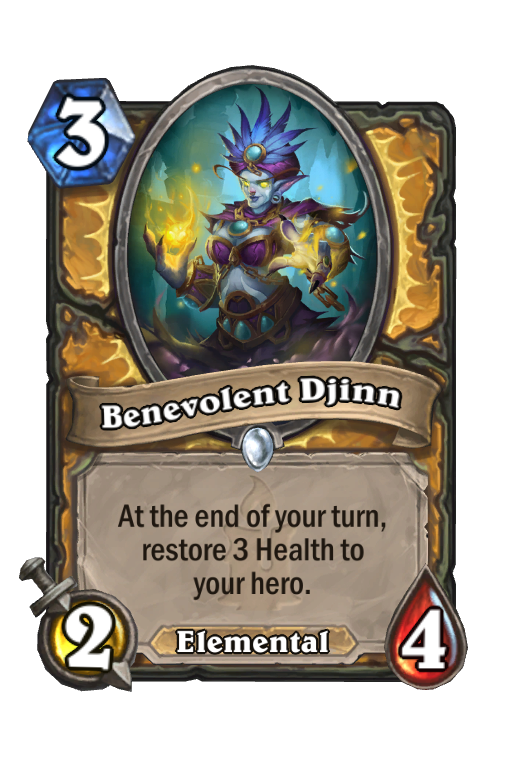 3
Benevolent Djinn
At the end of your turn,
restore 3 Health to
your hero.
2
Elemental
4